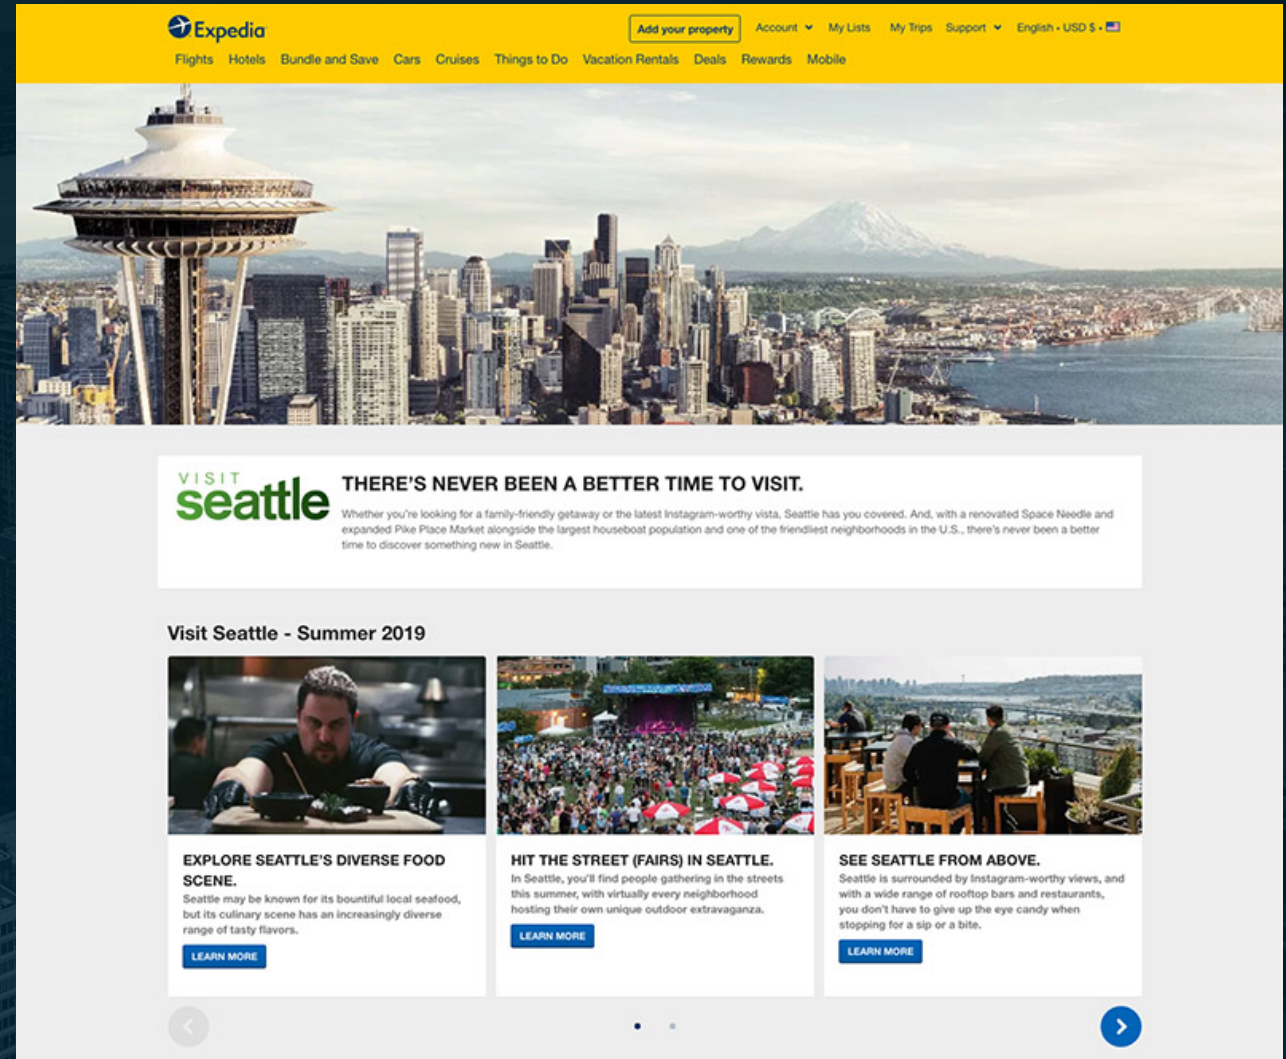 Expedia
Add your property Account My Lists My Trips Support English • USD $ •
Flights Hotels Bundle and Save Cars Cruises Things to Do Vacation Rentals Deals Rewards Mobile
VISIT
seattle
THERE'S NEVER BEEN A BETTER TIME TO VISIT.
Whether you're looking for a family-friendly getaway or the latest Instagram-worthy vista, Seattle has you covered. And, with a renovated Space Needle and
expanded Pike Place Market alongside the largest houseboat population and one of the friendliest neighborhoods in the U.S., there's never been a better
time to discover something new in Seattle.
Visit Seattle - Summer 2019
EXPLORE SEATTLE'S DIVERSE FOOD
SCENE.
Seattle may be known for its bountiful local seafood,
but its culinary scene has an increasingly diverse
range of tasty flavors.
LEARN MORE
HIT THE STREET (FAIRS) IN SEATTLE.
In Seattle, you'll find people gathering in the streets
this summer, with virtually every neighborhood
hosting their own unique outdoor extravaganza.
LEARN MORE
SEE SEATTLE FROM ABOVE.
Seattle is surrounded by Instagram-worthy views, and
with a wide range of rooftop bars and restaurants,
you don't have to give up the eye candy when
stopping for a sip or a bite.
LEARN MORE